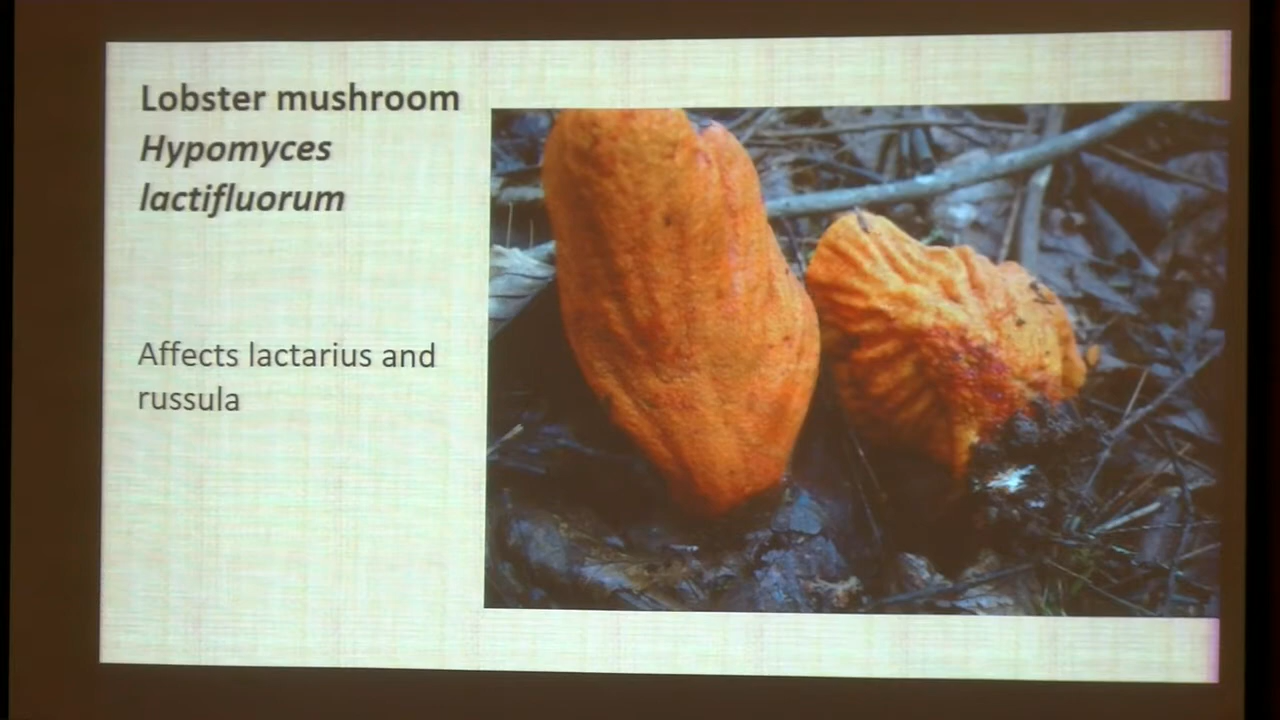 Lobster mushroom
Hypomyces
lactifluorum
Affects lactarius and
russula